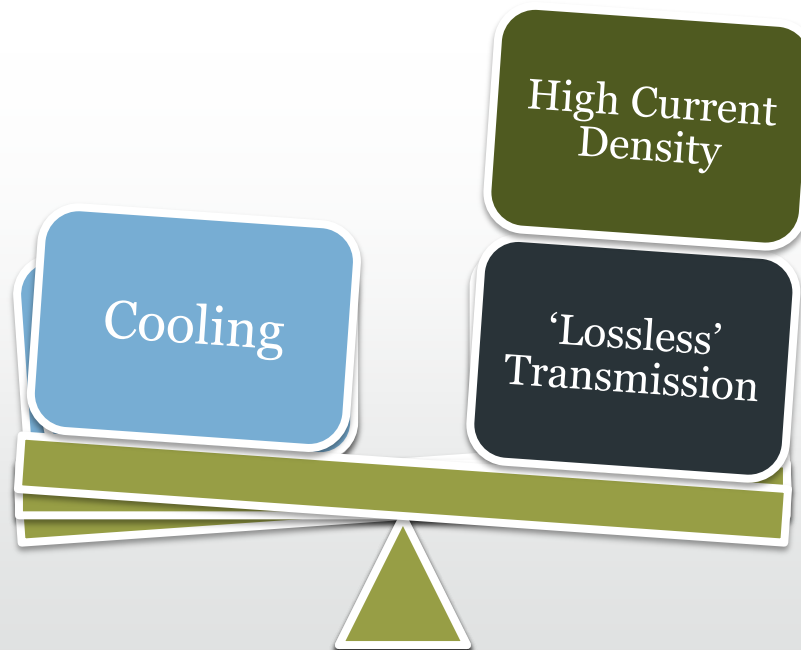 High Current
Density
Cooling
‘Lossless’
Transmission